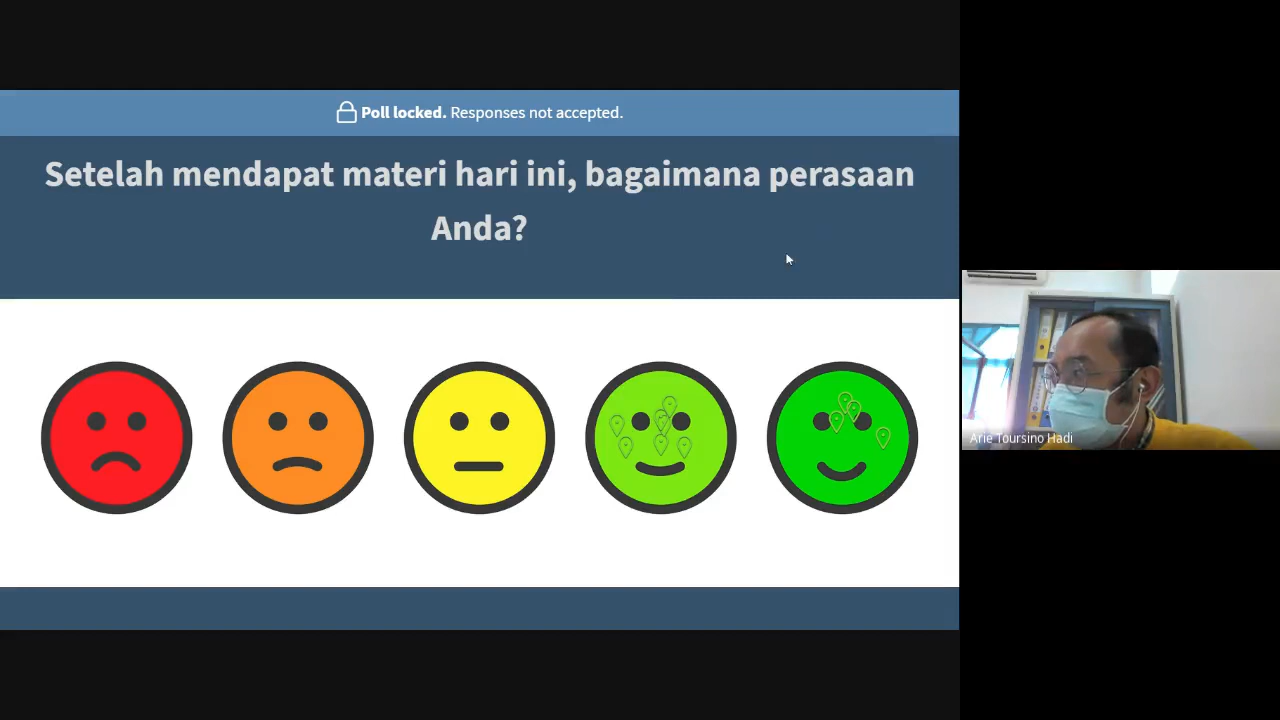 Poll locked. Responses not accepted.
Setelah mendapat materi hari ini, bagaimana perasaan
Anda?
Arie Toursino Hadi